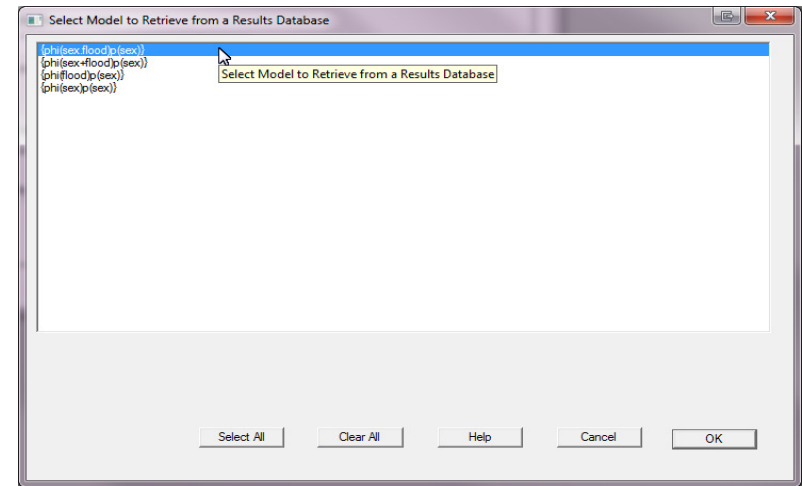 Select Model to Retrieve from a Results Database
{phi(sex.flood)p(sex)}
{phi(sex+flood)p(sex)}
{phi(flood)p(sex)}
{phi(sex)p(sex)}
Select Model to Retrieve from a Results Database
Select All
Clear All
Help
Cancel
OK